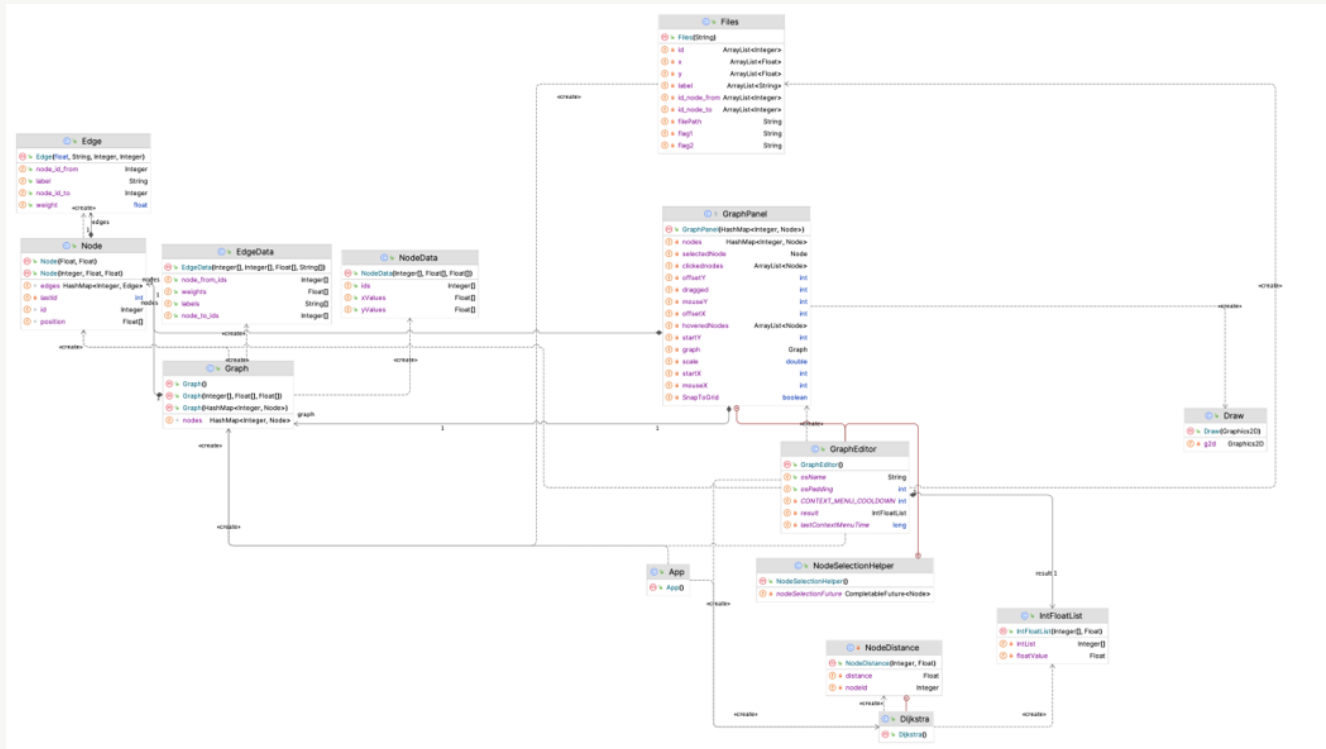 Files
Files(String)
id ArrayList<Integer>
x ArrayList<Float>
y ArrayList<Float>
label ArrayList<String>
id_node_from ArrayList<Integer>
id_node_to ArrayList<Integer>
filePath String
flag1 String
flag2 String
«create»
«create»
Edge
Edge(float, String, Integer, Integer)
node_id_from Integer
label String
node_id_to Integer
weight float
«create»
edges
1
Node
Node(Float, Float)
Node(Integer, Float, Float)
edges HashMap<Integer, Edge>
lastId int
id Integer
position Float[]
nodes
1
nodes
EdgeData
EdgeData(Integer[], Integer[], Float[], String[])
node_from_ids Integer[]
weights Float[]
labels String[]
node_to_ids Integer[]
NodeData
NodeData(Integer[], Float[], Float[])
ids Integer[]
xValues Float[]
yValues Float[]
GraphPanel
GraphPanel(HashMap<Integer, Node>)
nodes HashMap<Integer, Node>
selectedNode Node
clickednodes ArrayList<Node>
offsetY int
dragged int
mouseY int
offsetX int
hoveredNodes ArrayList<Node>
startY int
graph Graph
scale double
startX int
mouseX int
SnapToGrid boolean
«create»
«create»
«create»
«create»
«create»
Graph
Graph()
Graph(Integer[], Float[], Float[])
Graph(HashMap<Integer, Node>)
nodes HashMap<Integer, Node>
graph
1
1
1
«create»
Draw
Draw(Graphics2D)
g2d Graphics2D
«create»
GraphEditor
GraphEditor()
osName String
osPadding int
CONTEXT_MENU_COOLDOWN int
result IntFloatList
lastContextMenuTime long
«create»
App
App()
«create»
NodeSelectionHelper
NodeSelectionHelper()
nodeSelectionFuture CompletableFuture<Node>
result 1
IntFloatList
IntFloatList(Integer[], Float)
intList Integer[]
floatValue Float
NodeDistance
NodeDistance(Integer, Float)
distance Float
nodeId Integer
«create»
«create»
«create»
Dijkstra
Dijkstra()